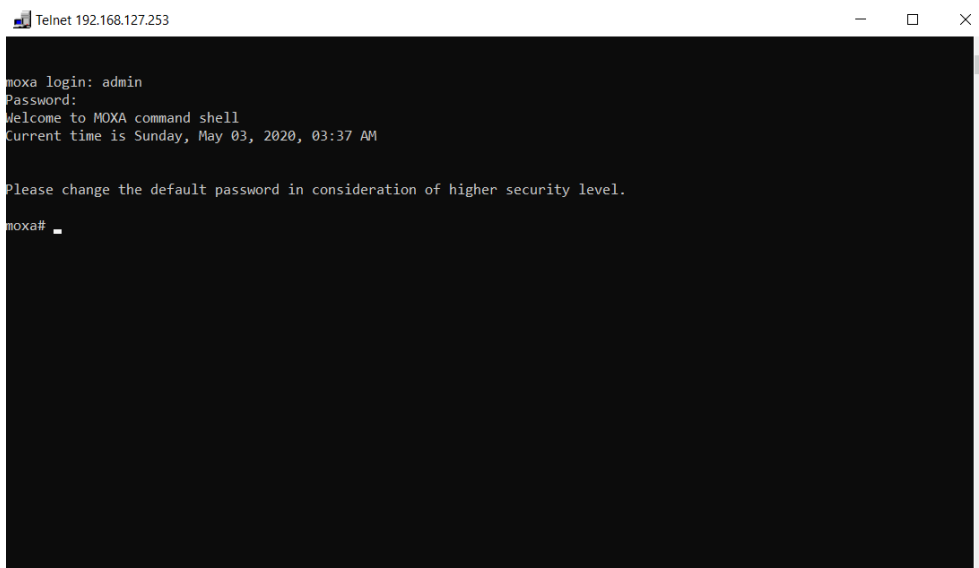 Telnet 192.168.127.253
moxa login: admin
Password:
Welcome to MOXA command shell
Current time is Sunday, May 03, 2020, 03:37 AM
Please change the default password in consideration of higher security level.
moxa#